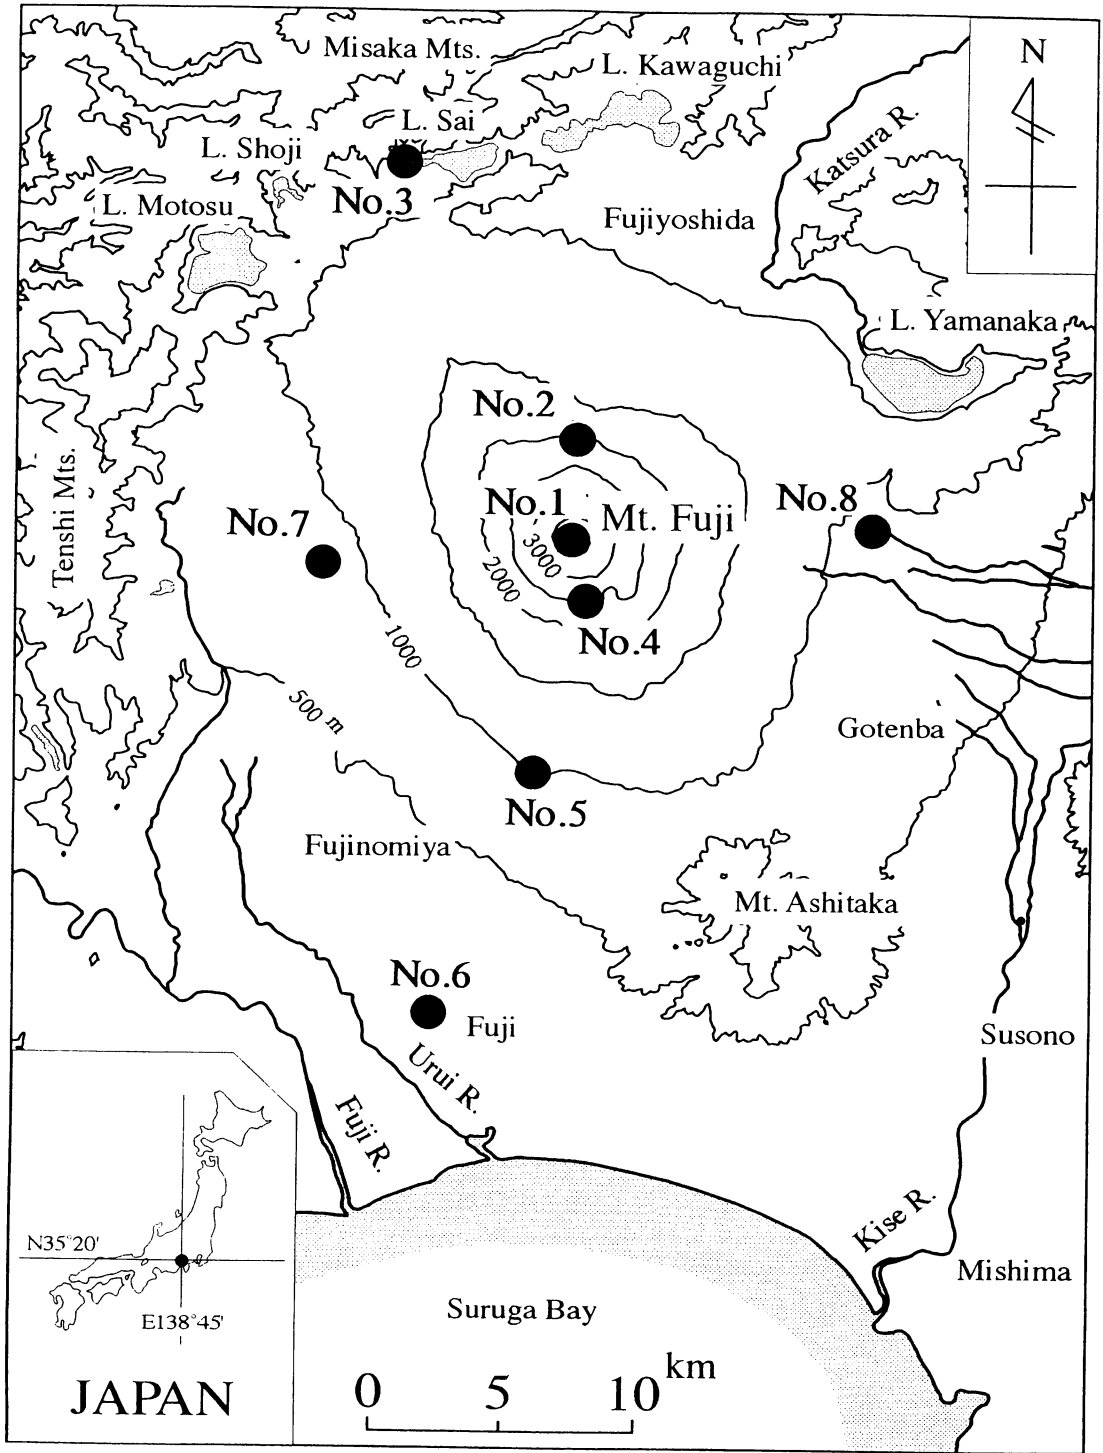 Misaka Mts.
L. Kawaguchi
N
L. Sai
L. Shoji
Katsura R.
No.3
L. Motosu
Fujiyoshida
L. Yamanaka
No.2
Tenshi Mts.
No.1
Mt. Fuji
No.8
No.7
3000
2000
No.4
1000
500 m
Gotenba
No.5
Fujinomiya
Mt. Ashitaka
No.6
Fuji
Susono
Urui R.
Fuji R.
Kise R.
N35°20'
Mishima
E138°45'
Suruga Bay
JAPAN
km
0 5 10